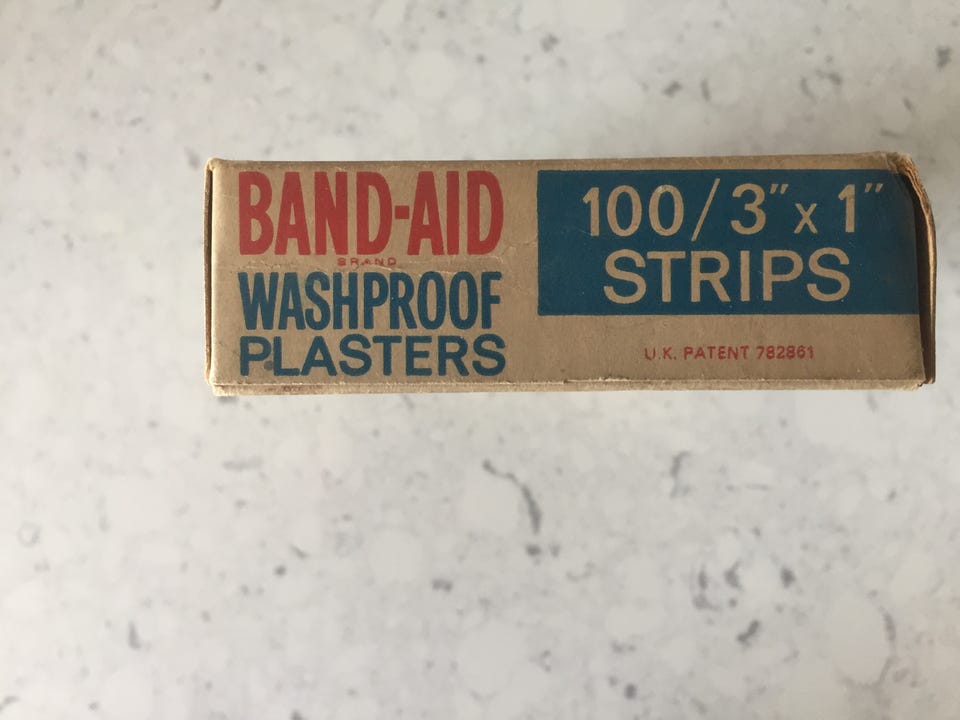 BAND-AID
BRAND
WASHPROOF
PLASTERS
100/3" x 1"
STRIPS
U.K. PATENT 782861